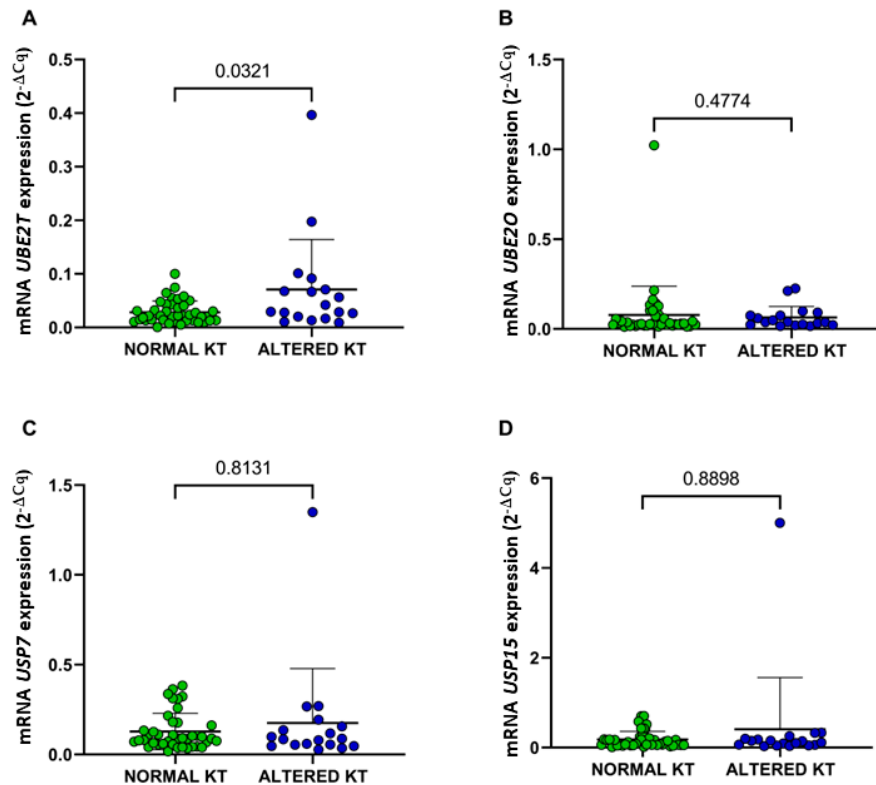 A
mRNA UBE2T expression (2-ΔCq)
0.5
0.4
0.3
0.2
0.1
0.0
0.0321
NORMAL KT
ALTERED KT
B
mRNA UBE2O expression (2-ΔCq)
1.5
1.0
0.5
0.0
0.4774
NORMAL KT
ALTERED KT
C
mRNA USP7 expression (2-ΔCq)
1.5
1.0
0.5
0.0
0.8131
NORMAL KT
ALTERED KT
D
mRNA USP15 expression (2-ΔCq)
6
4
2
0
0.8898
NORMAL KT
ALTERED KT